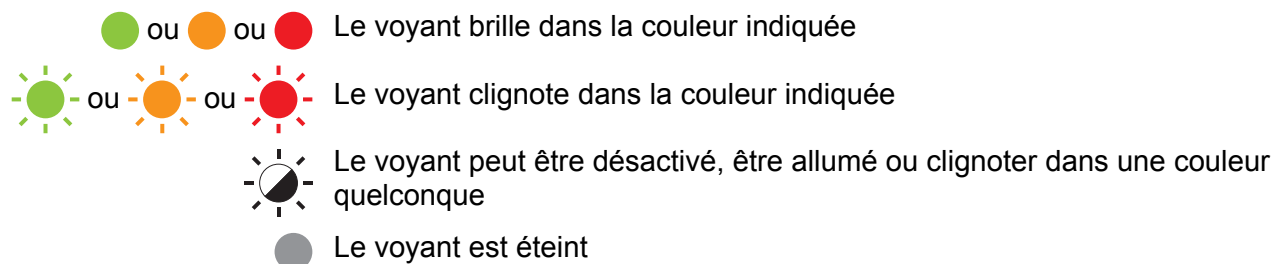 ou ou Le voyant brille dans la couleur indiquée
ou ou Le voyant clignote dans la couleur indiquée
Le voyant peut être désactivé, être allumé ou clignoter dans une couleur
quelconque
Le voyant est éteint